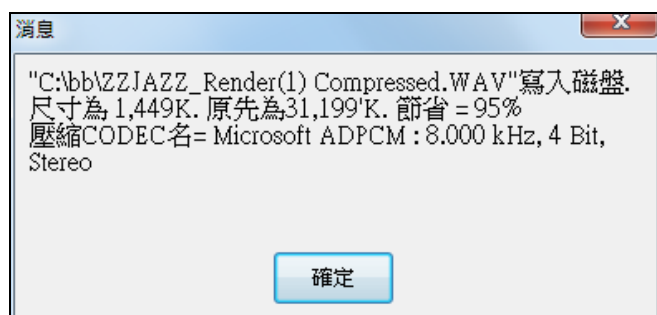 消息
"C:\bb\ZZJAZZ_Render(1) Compressed.WAV"寫入磁盤.
尺寸為 1,449K. 原先為31,199'K. 節省 = 95%
壓縮CODEC名= Microsoft ADPCM : 8.000 kHz, 4 Bit,
Stereo
確定